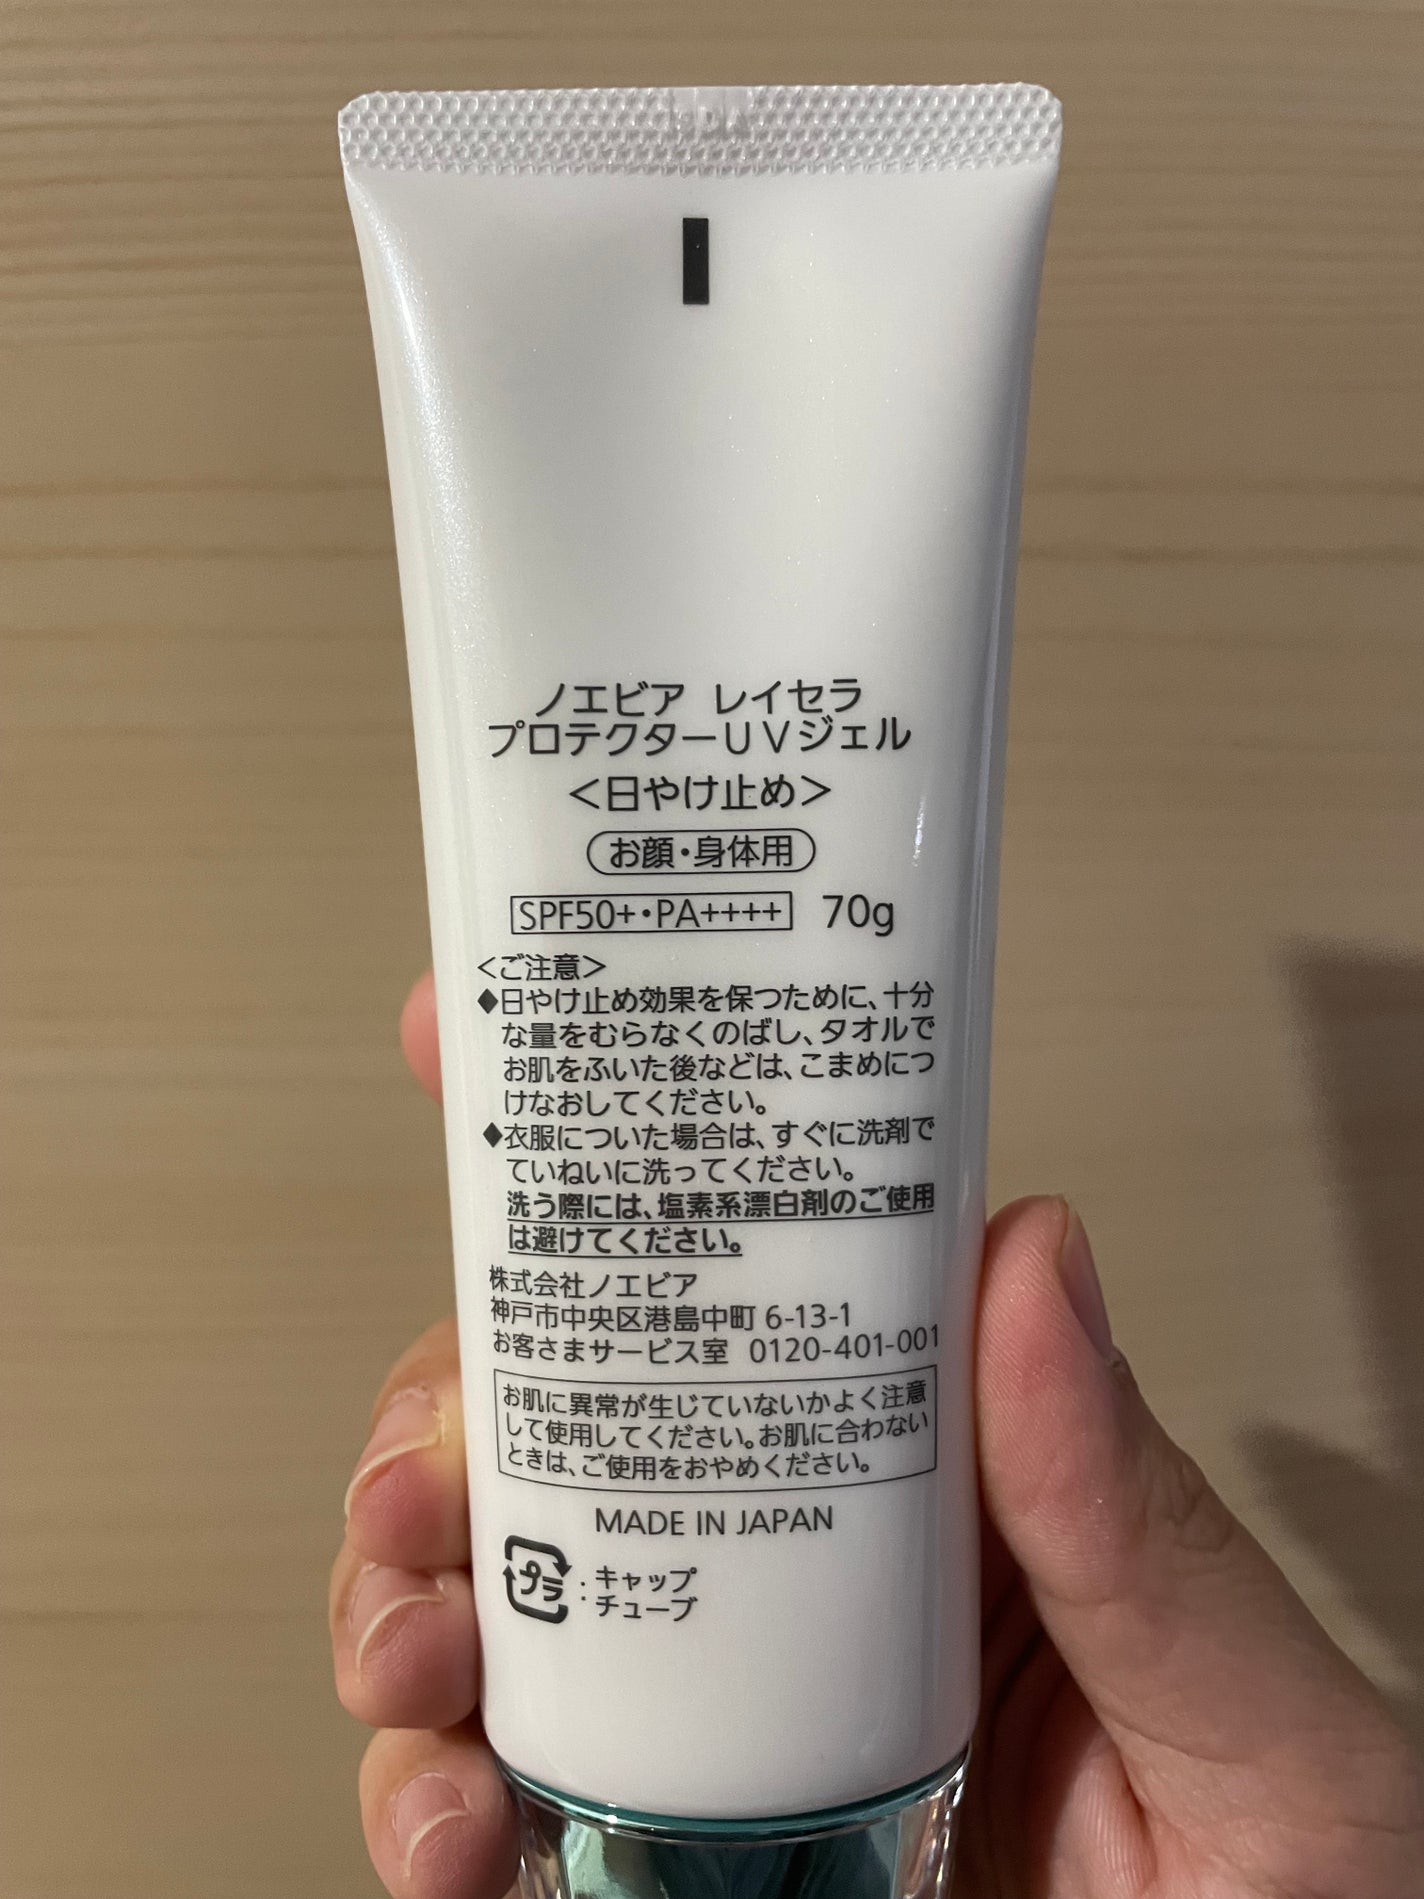 ノエビア レイセラ
プロテクターUVジェル
＜日やけ止め＞
お顔・身体用
SPF50+・PA++++ 70g
＜ご注意＞
◆日やけ止め効果を保つために、十分
な量をむらなくのばし、タオルで
お肌をふいた後などは、こまめにつ
けなおしてください。
◆衣服についた場合は、すぐに洗剤で
ていねいに洗ってください。
洗う際には、塩素系漂白剤のご使用
は避けてください。
株式会社ノエビア
神戸市中央区港島中町 6-13-1
お客さまサービス室 0120-401-001
お肌に異常が生じていないかよく注意
して使用してください。お肌に合わない
ときは、ご使用をおやめください。
MADE IN JAPAN
プラ : キャップ
チューブ